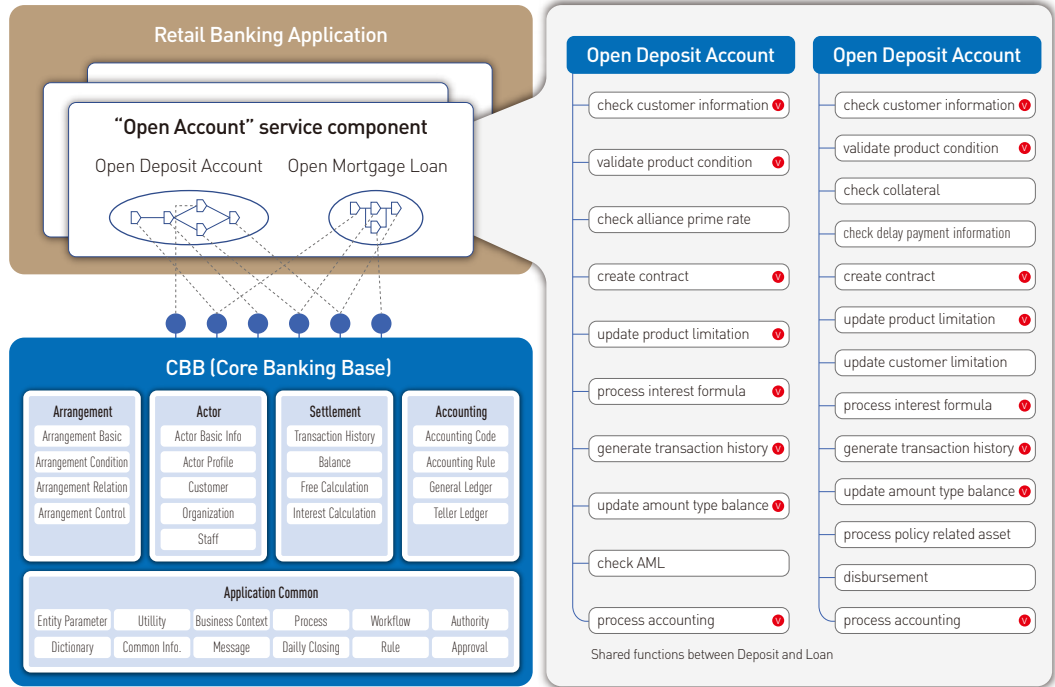 Retail Banking Application
“Open Account” service component
Open Deposit Account
Open Mortgage Loan
CBB (Core Banking Base)
Arrangement
Arrangement Basic
Arrangement Condition
Arrangement Relation
Arrangement Control
Actor
Actor Basic Info
Actor Profile
Customer
Organization
Staff
Settlement
Transaction History
Balance
Free Calculation
Interest Calculation
Accounting
Accounting Code
Accounting Rule
General Ledger
Teller Ledger
Application Common
Entity Parameter
Utillity
Business Context
Process
Workflow
Authority
Dictionary
Common Info.
Message
Dailly Closing
Rule
Approval
Open Deposit Account
check customer information V
validate product condition V
check alliance prime rate
create contract V
update product limitation V
process interest formula V
generate transaction history V
update amount type balance V
check AML
process accounting V
Open Deposit Account
check customer information V
validate product condition V
check collateral
check delay payment information
create contract V
update product limitation V
update customer limitation
process interest formula V
generate transaction history V
update amount type balance V
process policy related asset
disbursement
process accounting V
Shared functions between Deposit and Loan